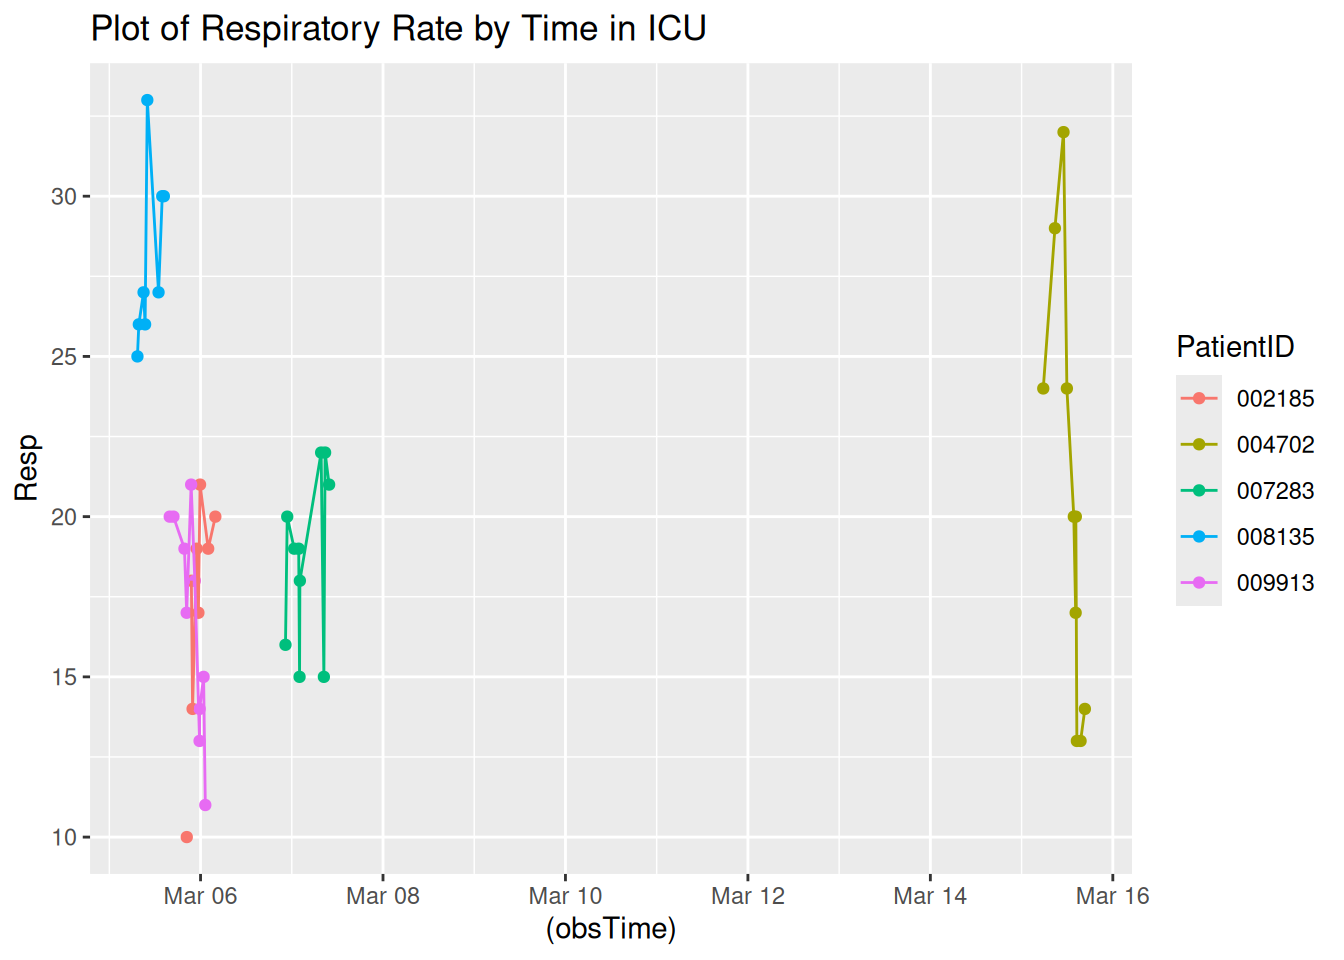 Plot of Respiratory Rate by Time in ICU
30
25
20
15
10
Resp
Mar 06
Mar 08
Mar 10
Mar 12
Mar 14
Mar 16
(obsTime)
PatientID
002185
004702
007283
008135
009913